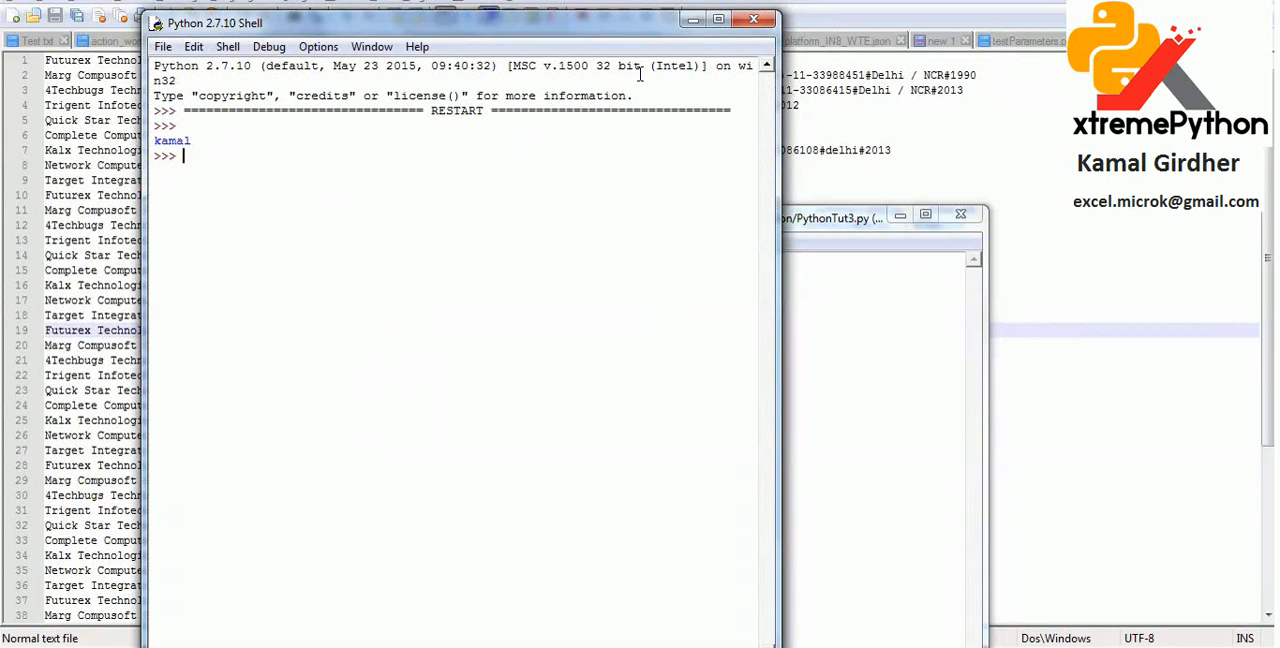 Python 2.7.10 Shell
File Edit Shell Debug Options Window Help
Python 2.7.10 (default, May 23 2015, 09:40:32) [MSC v.1500 32 bit (Intel)] on wi
n32
Type "copyright", "credits" or "license()" for more information.
>>> ================================ RESTART ================================
>>>
kamal
>>>
Test.txt
platform_IN8_WTE.json
new 1
1 Futurex Technol
2 Marg Compusoft
3 4Techbugs Techn
4 Trigent Infotec
5 Quick Star Tech
6 Complete Comput
7 Kalx Technologi
8 Network Compute
9 Target Integrat
10 Futurex Technol
11 Marg Compusoft
12 4Techbugs Techn
13 Trigent Infotec
14 Quick Star Tech
15 Complete Comput
16 Kalx Technologi
17 Network Compute
18 Target Integrat
19 Futurex Technol
20 Marg Compusoft
21 4Techbugs Techn
22 Trigent Infotec
23 Quick Star Tech
24 Complete Comput
25 Kalx Technologi
26 Network Compute
27 Target Integrat
28 Futurex Technol
29 Marg Compusoft
30 4Techbugs Techn
31 Trigent Infotec
32 Quick Star Tech
33 Complete Comput
34 Kalx Technologi
35 Network Compute
36 Target Integrat
37 Futurex Technol
38 Marg Compusoft
-11-33988451#Delhi / NCR#1990
-11-33086415#Delhi / NCR#2013
012
086108#delhi#2013
on/PythonTut3.py (...
xtremePython
Kamal Girdher
excel.microk@gmail.com
Normal text file
Dos\Windows UTF-8 INS